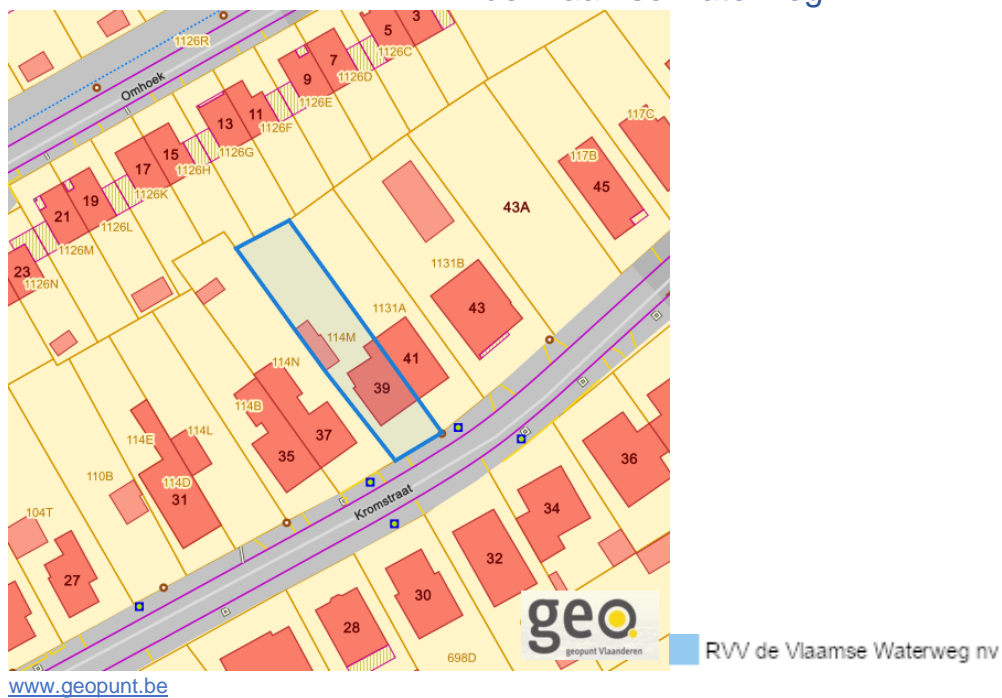 1126R
3
5
1126C
7
1126D
Omhoek
9
1126E
11
1126F
13
1126G
117C
15
1126H
17
1126K
117B
45
19
1126L
43A
21
1126M
23
1126N
1131B
43
1131A
114M
41
114N
39
114B
37
35
114E
114L
36
110B
114D
31
Kromstraat
34
104T
32
27
30
28
698D
geo.
geopunt Vlaanderen
RVV de Vlaamse Waterweg nv
www.geopunt.be